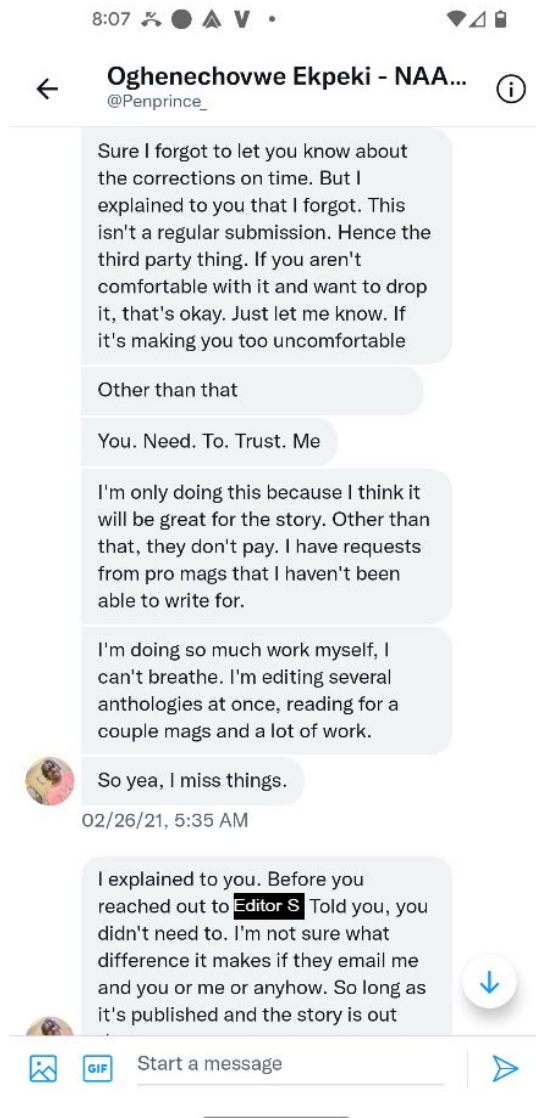 8:07
Oghenechovwe Ekpeki - NAA...
@Penprince_
Sure I forgot to let you know about
the corrections on time. But I
explained to you that I forgot. This
isn't a regular submission. Hence the
third party thing. If you aren't
comfortable with it and want to drop
it, that's okay. Just let me know. If
it's making you too uncomfortable
Other than that
You. Need. To. Trust. Me
I'm only doing this because I think it
will be great for the story. Other than
that, they don't pay. I have requests
from pro mags that I haven't been
able to write for.
I'm doing so much work myself, I
can't breathe. I'm editing several
anthologies at once, reading for a
couple mags and a lot of work.
So yea, I miss things.
02/26/21, 5:35 AM
I explained to you. Before you
reached out to Editor S Told you, you
didn't need to. I'm not sure what
difference it makes if they email me
and you or me or anyhow. So long as
it's published and the story is out
GIF
Start a message